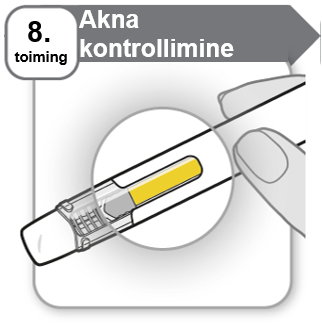 8.
toiming
Akna
kontrollimine